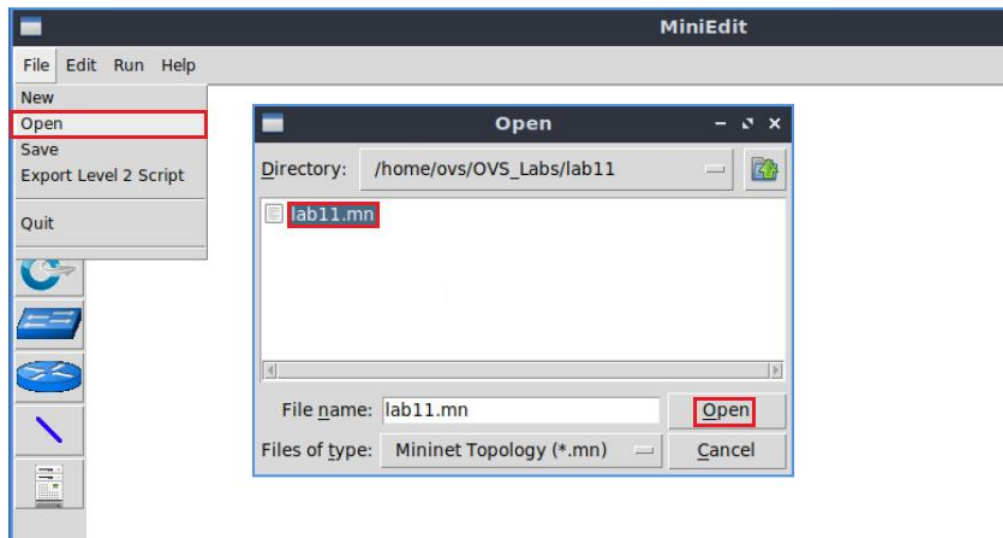 MiniEdit
File Edit Run Help
New
Open
Save
Export Level 2 Script
Quit
Open
Directory: /home/ovs/OVS_Labs/lab11
lab11.mn
File name: lab11.mn
Open
Files of type: Mininet Topology (*.mn)
Cancel